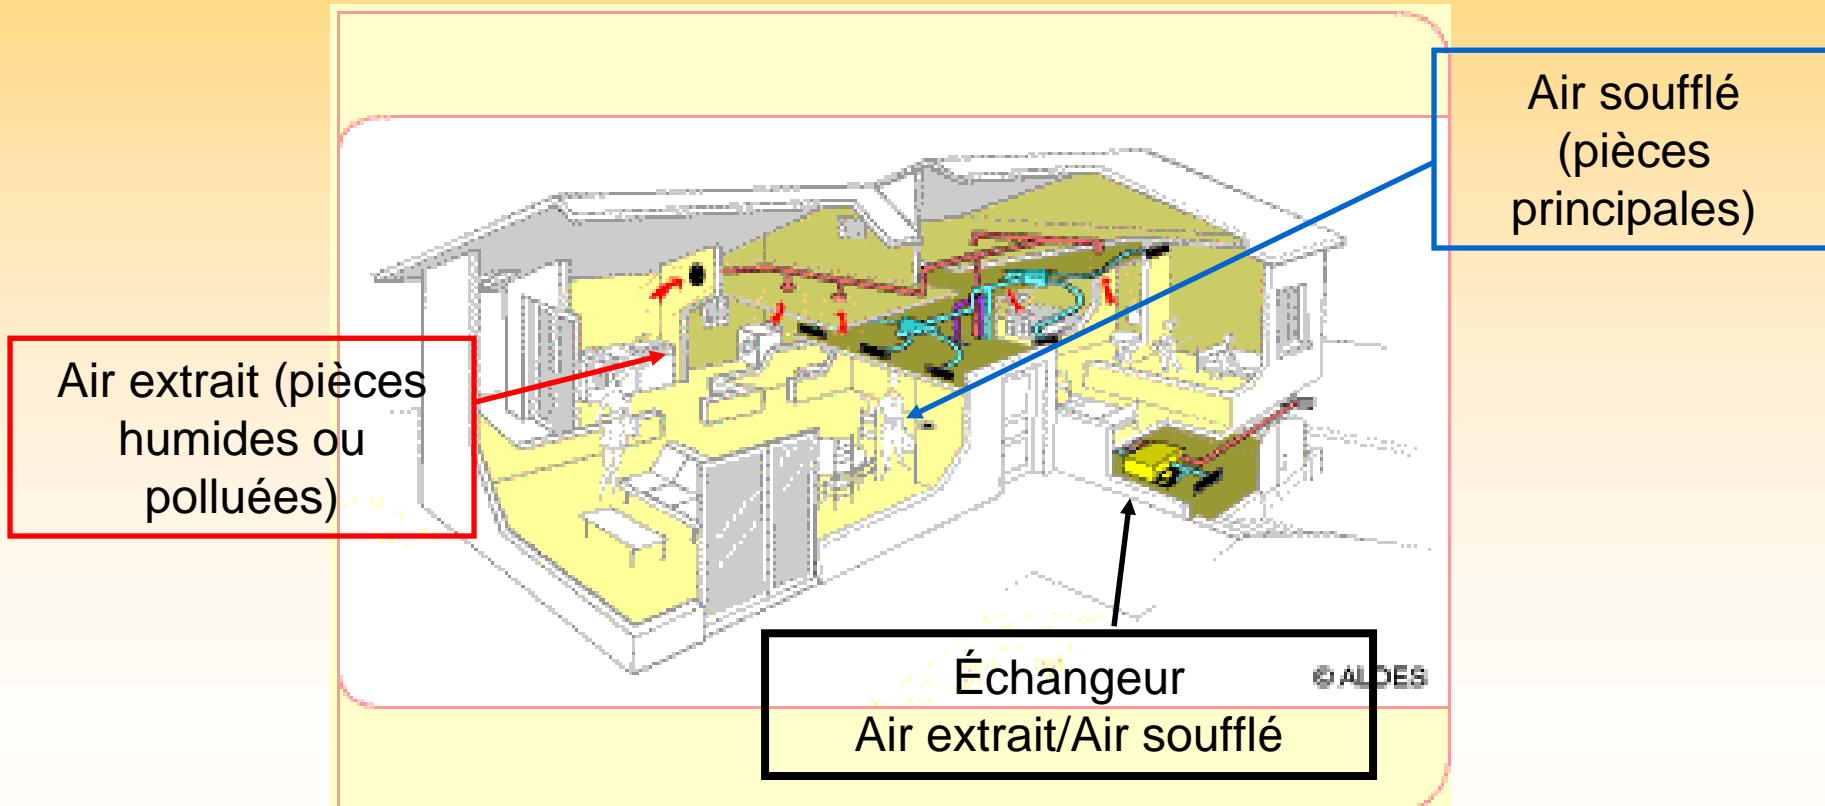 Air soufflé
(pièces
principales)
Air extrait (pièces
humides ou
polluées)
Échangeur
Air extrait/Air soufflé
© ALDES